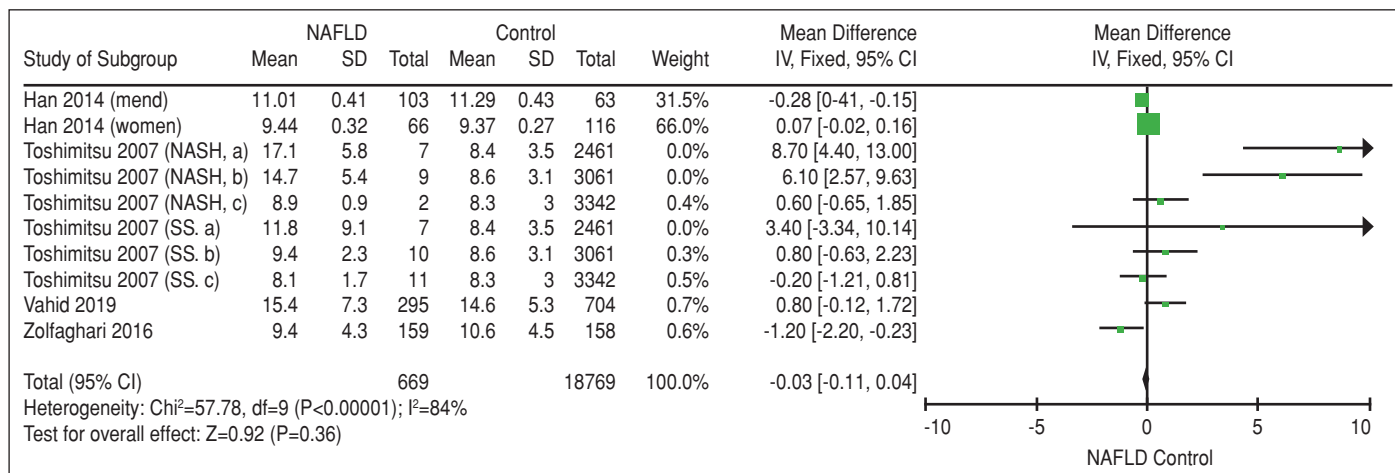 NAFLD Control Mean Difference Mean Difference
Study of Subgroup Mean SD Total Mean SD Total Weight IV, Fixed, 95% CI IV, Fixed, 95% CI
Han 2014 (mend) 11.01 0.41 103 11.29 0.43 63 31.5% -0.28 [0-41, -0.15]
Han 2014 (women) 9.44 0.32 66 9.37 0.27 116 66.0% 0.07 [-0.02, 0.16]
Toshimitsu 2007 (NASH, a) 17.1 5.8 7 8.4 3.5 2461 0.0% 8.70 [4.40, 13.00]
Toshimitsu 2007 (NASH, b) 14.7 5.4 9 8.6 3.1 3061 0.0% 6.10 [2.57, 9.63]
Toshimitsu 2007 (NASH, c) 8.9 0.9 2 8.3 3 3342 0.4% 0.60 [-0.65, 1.85]
Toshimitsu 2007 (SS. a) 11.8 9.1 7 8.4 3.5 2461 0.0% 3.40 [-3.34, 10.14]
Toshimitsu 2007 (SS. b) 9.4 2.3 10 8.6 3.1 3061 0.3% 0.80 [-0.63, 2.23]
Toshimitsu 2007 (SS. c) 8.1 1.7 11 8.3 3 3342 0.5% -0.20 [-1.21, 0.81]
Vahid 2019 15.4 7.3 295 14.6 5.3 704 0.7% 0.80 [-0.12, 1.72]
Zolfaghari 2016 9.4 4.3 159 10.6 4.5 158 0.6% -1.20 [-2.20, -0.23]
Total (95% CI) 669 18769 100.0% -0.03 [-0.11, 0.04]
Heterogeneity: Chi²=57.78, df=9 (P<0.00001); I²=84%
Test for overall effect: Z=0.92 (P=0.36)
-10 -5 0 5 10
NAFLD Control